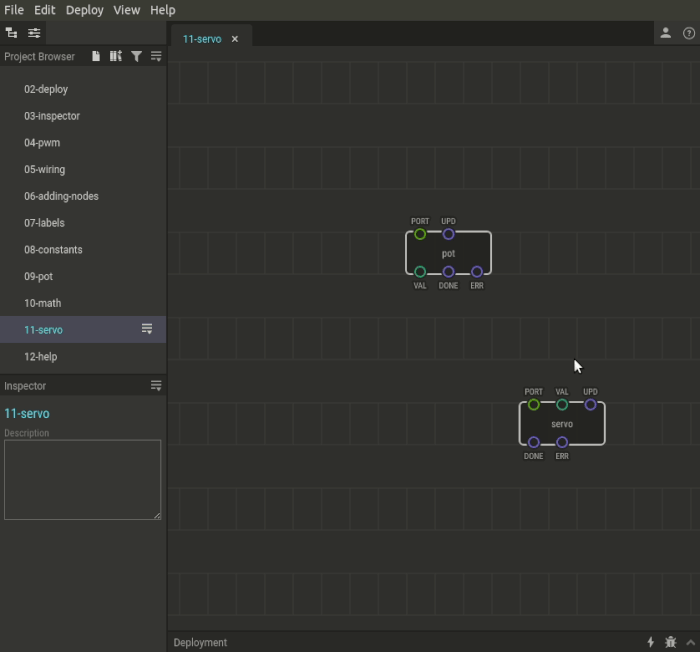 File Edit Deploy View Help
11-servo
Project Browser
02-deploy
03-inspector
04-pwm
05-wiring
06-adding-nodes
07-labels
08-constants
09-pot
10-math
11-servo
12-help
Inspector
11-servo
Description
PORT UPD
pot
VAL DONE ERR
PORT VAL UPD
servo
DONE ERR
Deployment